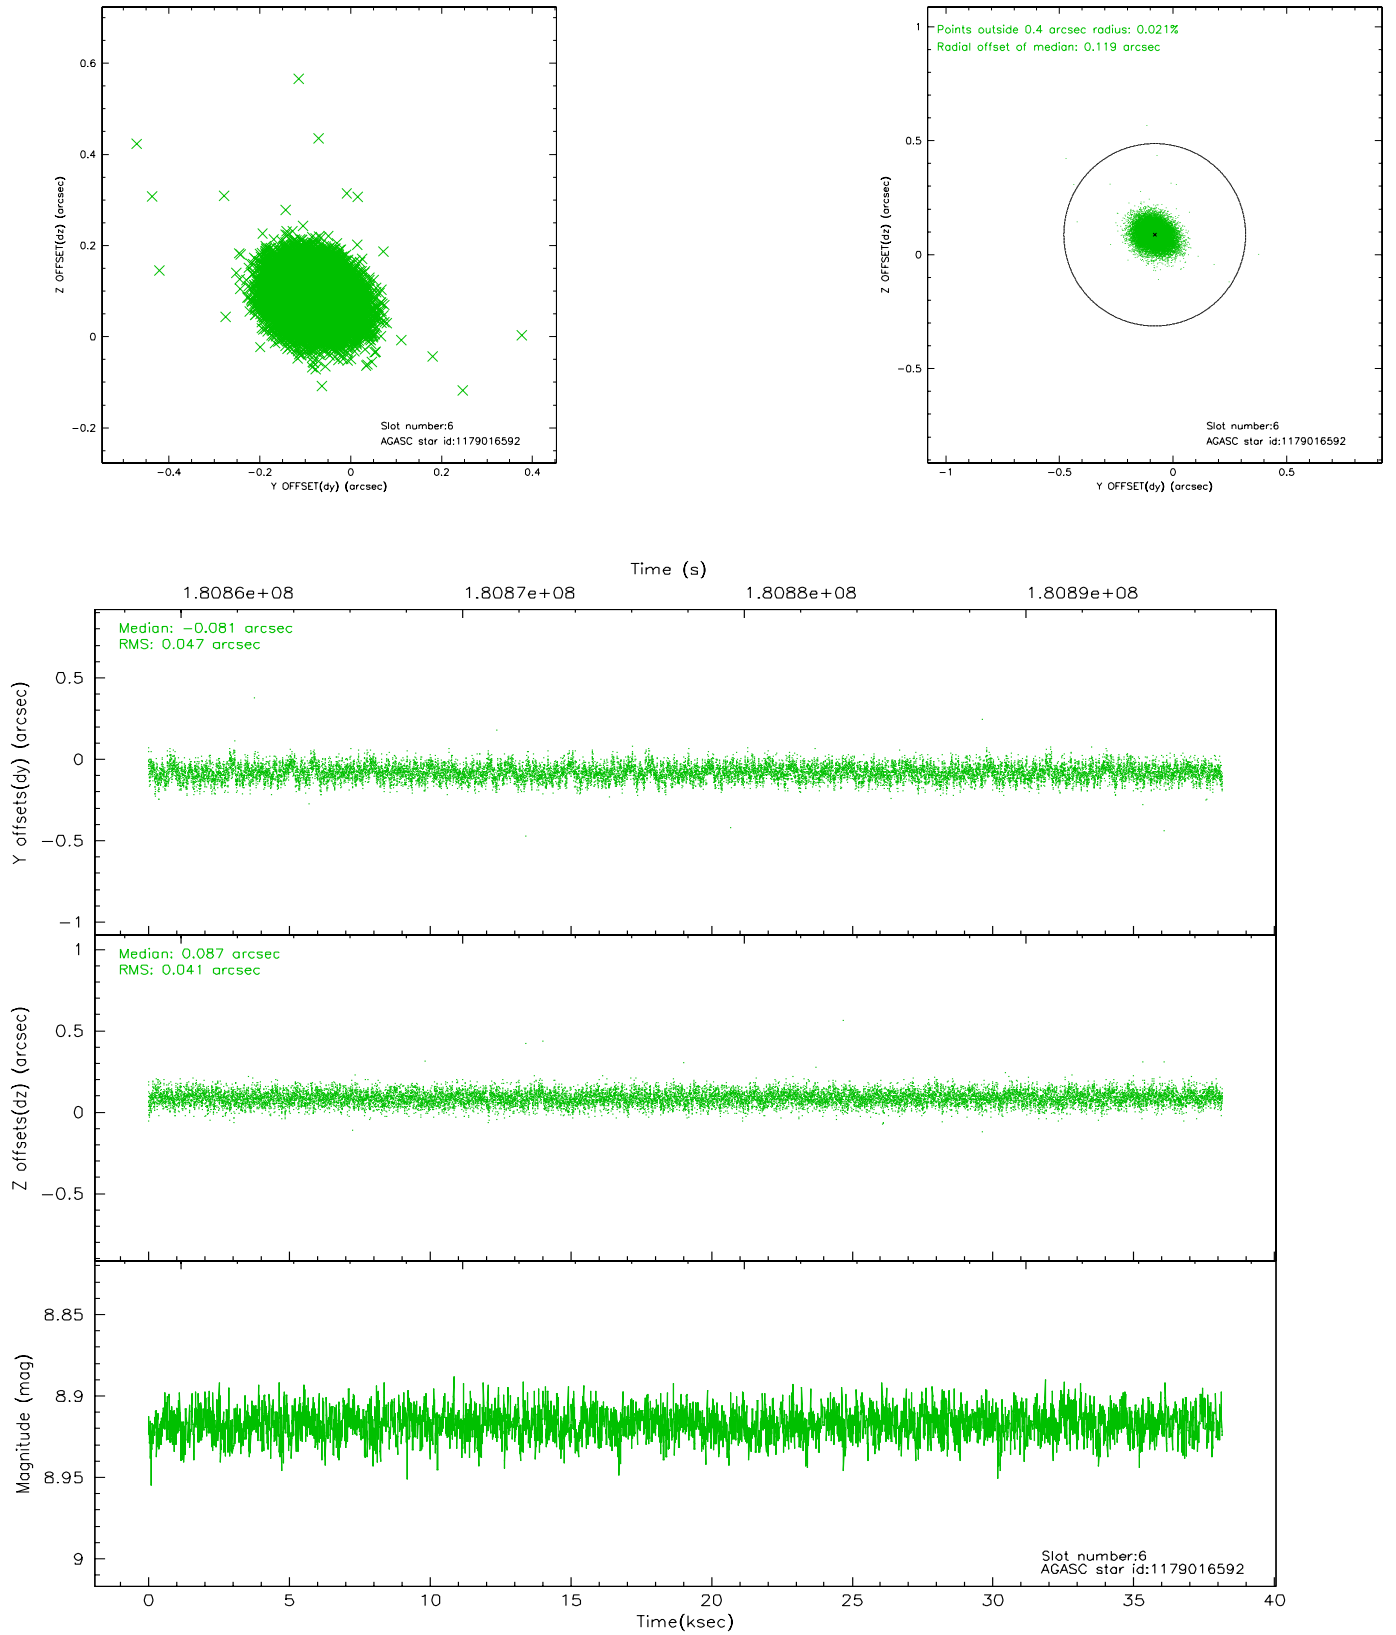 0.6
0.4
0.2
0
−0.2
Z OFFSET(dz) (arcsec)
Slot number:6
AGASC star id:1179016592
−0.4
−0.2
0
0.2
0.4
Y OFFSET(dy) (arcsec)
Points outside 0.4 arcsec radius: 0.021%
Radial offset of median: 0.119 arcsec
1
0.5
0
−0.5
Z OFFSET(dz) (arcsec)
Slot number:6
AGASC star id:1179016592
−1
−0.5
0
0.5
Y OFFSET(dy) (arcsec)
Time (s)
1.8086e+08
1.8087e+08
1.8088e+08
1.8089e+08
Median: −0.081 arcsec
RMS: 0.047 arcsec
0.5
0
−0.5
−1
Y offsets(dy) (arcsec)
Median: 0.087 arcsec
RMS: 0.041 arcsec
1
0.5
0
−0.5
Z offsets(dz) (arcsec)
8.85
8.9
8.95
9
Magnitude (mag)
Slot number:6
AGASC star id:1179016592
0
5
10
15
20
25
30
35
40
Time(ksec)